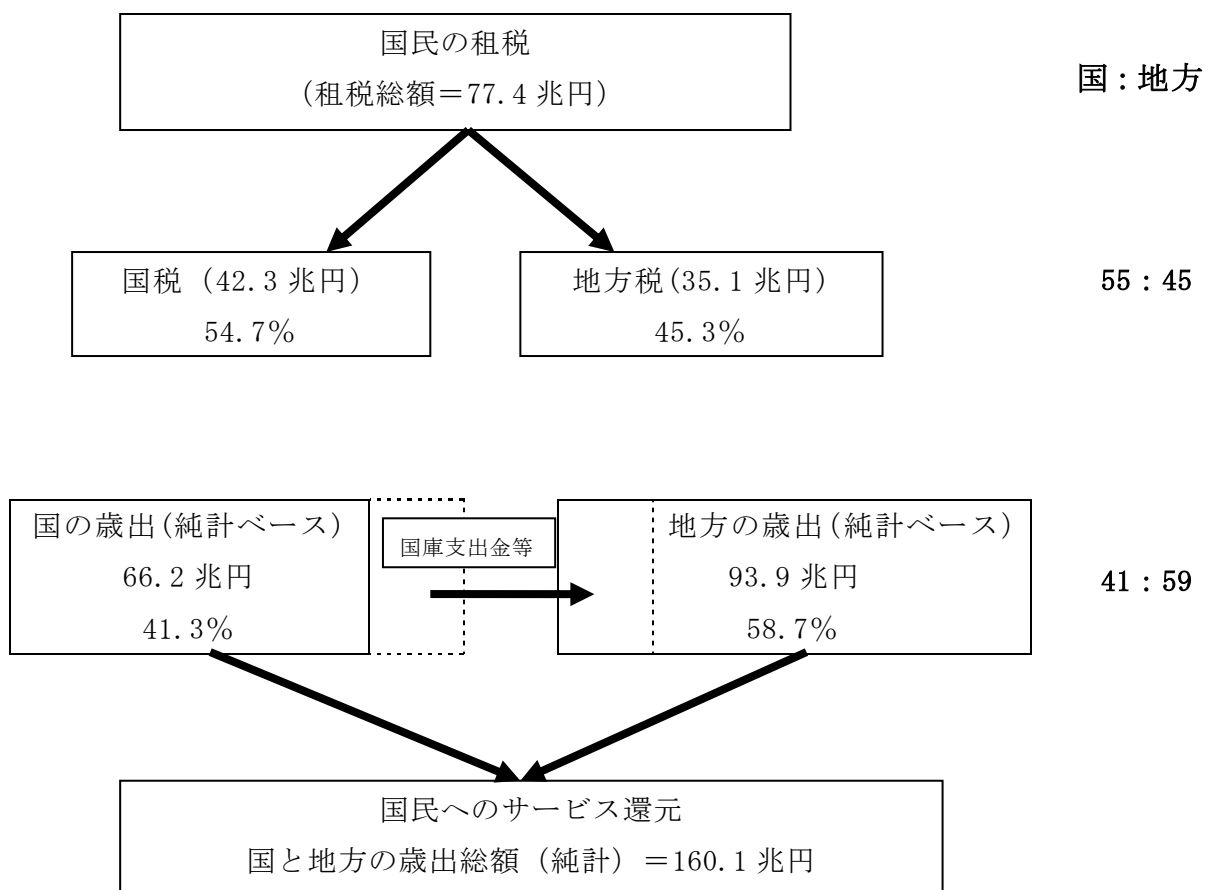 国民の租税
(租税総額＝77.4 兆円)
国：地方
国税（42.3 兆円）
54.7％
地方税(35.1 兆円)
45.3％
55：45
国の歳出(純計ベース)
66.2 兆円
41.3％
国庫支出金等
地方の歳出(純計ベース)
93.9 兆円
58.7％
41：59
国民へのサービス還元
国と地方の歳出総額（純計）＝160.1 兆円